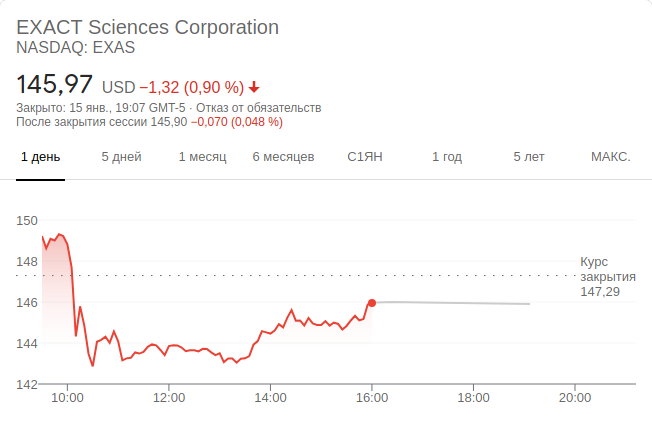 EXACT Sciences Corporation
NASDAQ: EXAS
145,97 USD −1,32 (0,90 %)
Закрыто: 15 янв., 19:07 GMT-5 · Отказ от обязательств
После закрытия сессии 145,90 −0,070 (0,048 %)
1 день 5 дней 1 месяц 6 месяцев С1ЯН 1 год 5 лет МАКС.
150
148
146
144
142
Курс
закрытия
147,29
10:00 12:00 14:00 16:00 18:00 20:00